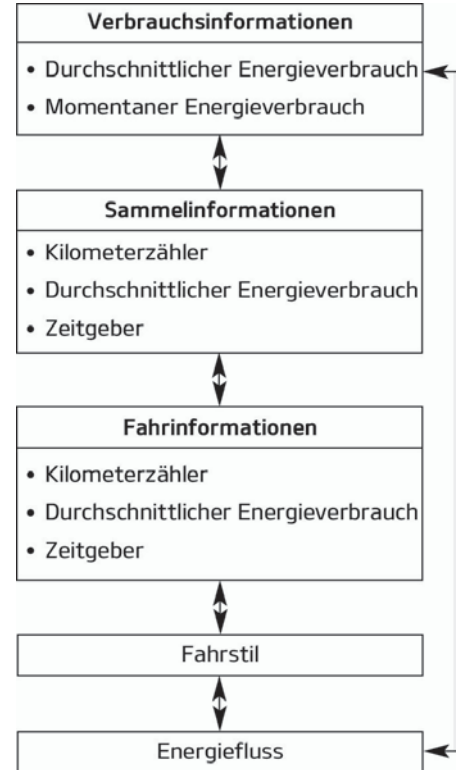 Verbrauchsinformationen
• Durchschnittlicher Energieverbrauch
• Momentaner Energieverbrauch
Sammelinformationen
• Kilometerzähler
• Durchschnittlicher Energieverbrauch
• Zeitgeber
Fahrinformationen
• Kilometerzähler
• Durchschnittlicher Energieverbrauch
• Zeitgeber
Fahrstil
Energiefluss